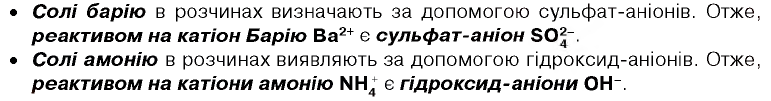 • Солі барію в розчинах визначають за допомогою сульфат-аніонів. Отже,
реактивом на катіон Барію Ba²⁺ є сульфат-аніон SO₄²⁻.
• Солі амонію в розчинах виявляють за допомогою гідроксид-аніонів. Отже,
реактивом на катіони амонію NH₄⁺ є гідроксид-аніони OH⁻.